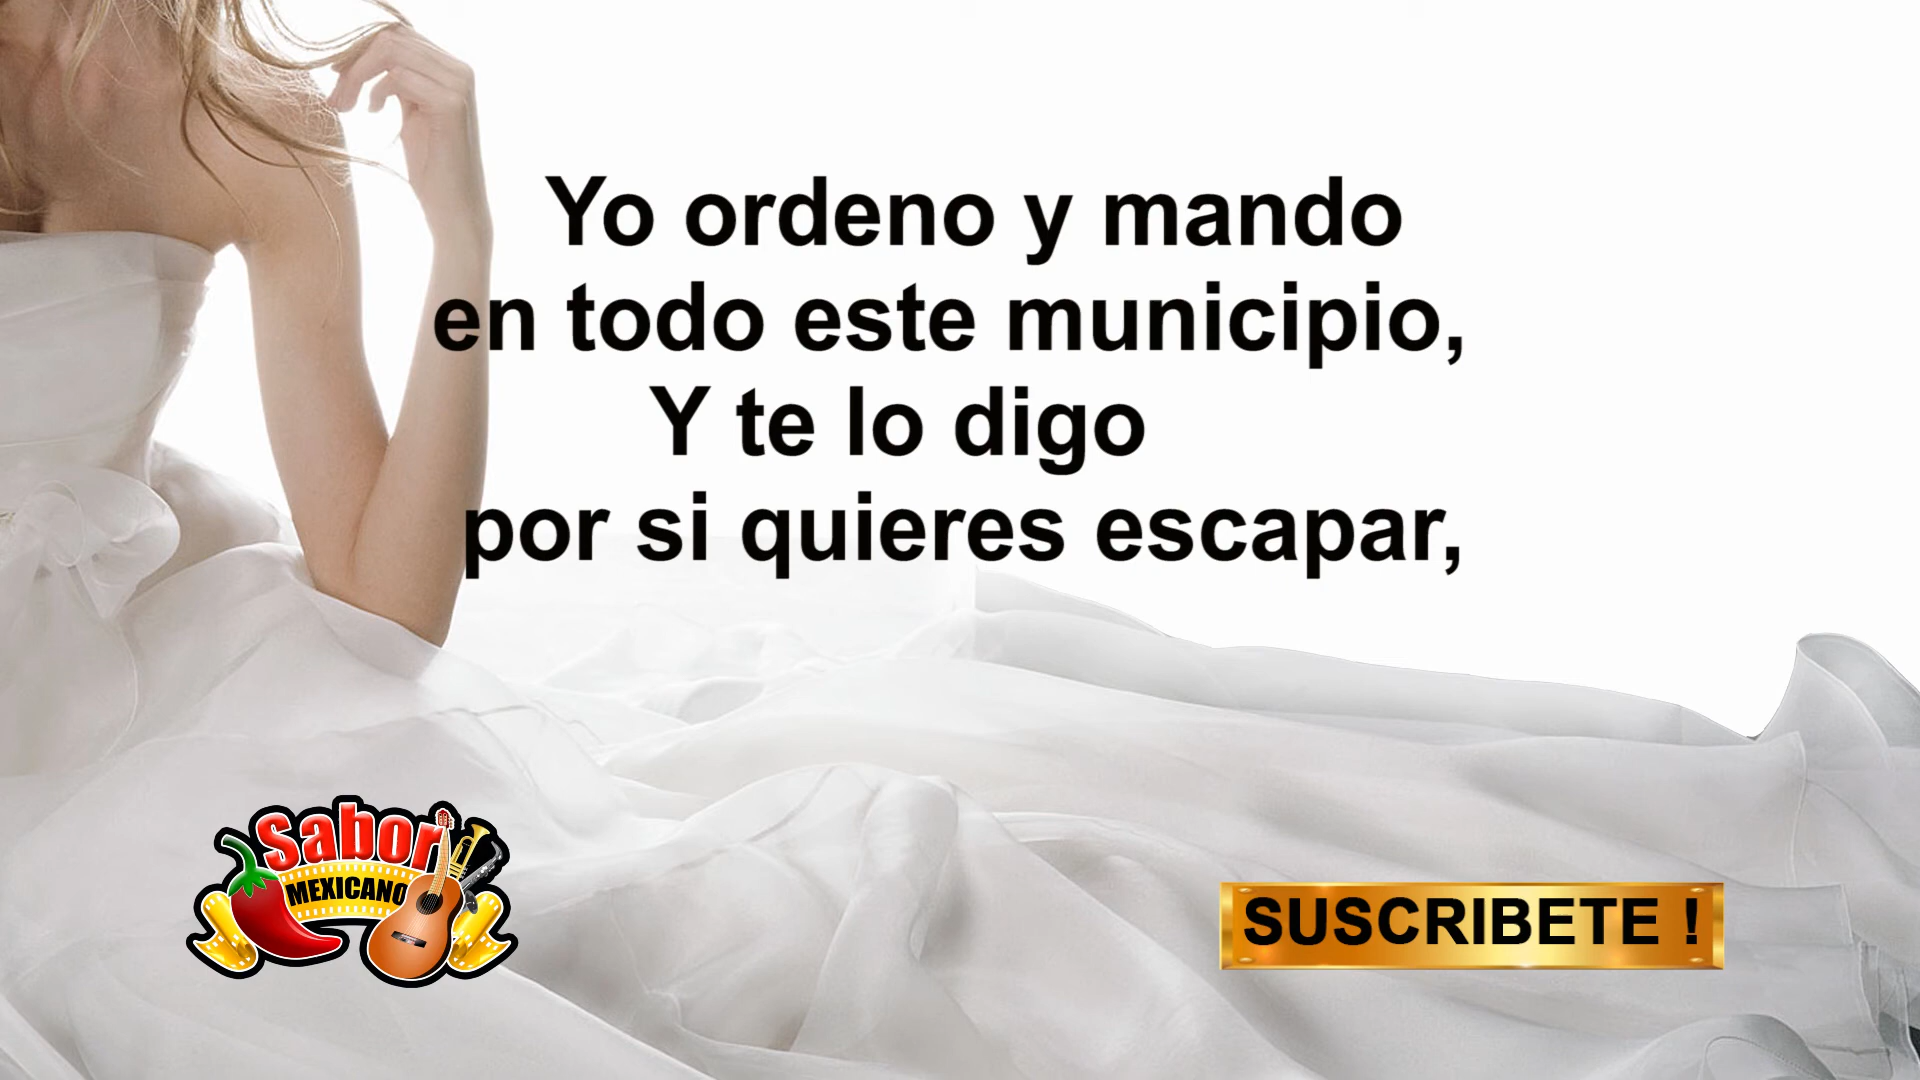 Yo ordeno y mando
en todo este municipio,
Y te lo digo
por si quieres escapar,
Sabor
MEXICANO
SUSCRIBETE !